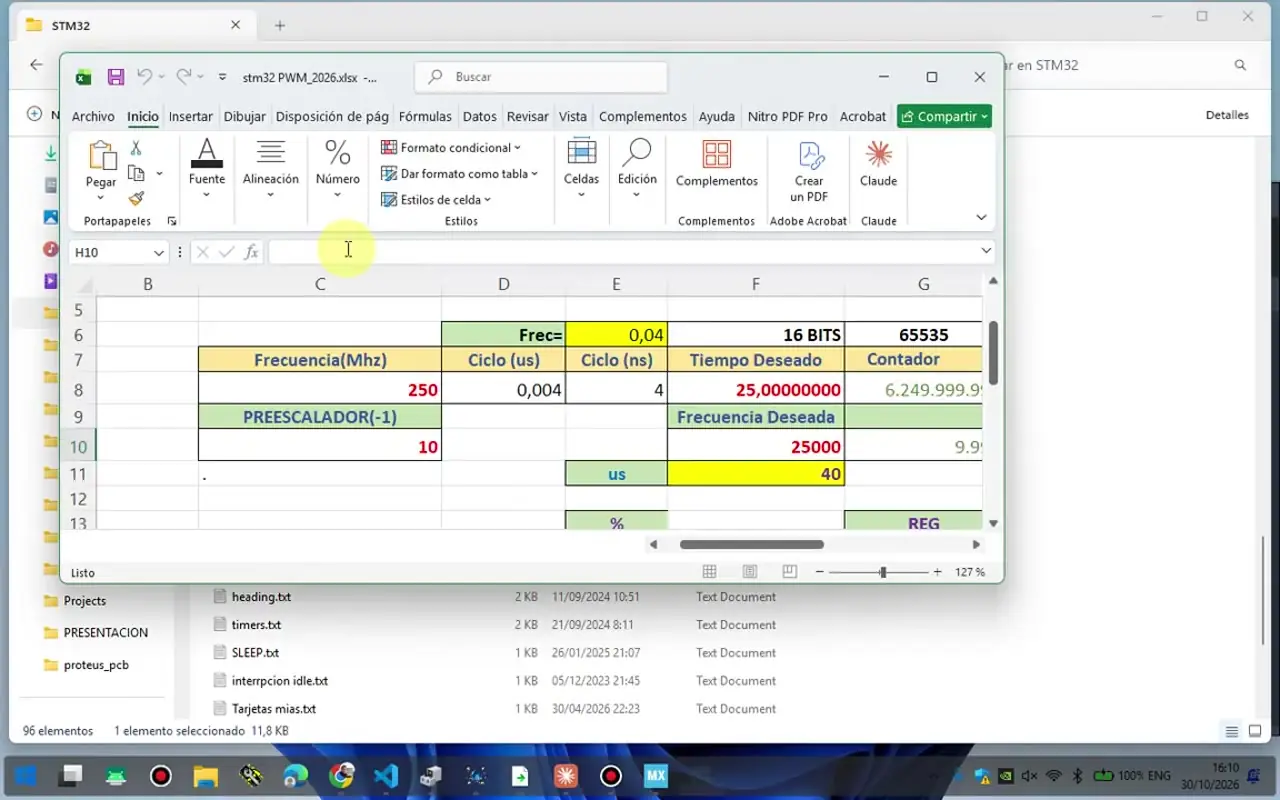 STM32
ar en STM32
stm32 PWM_2026.xlsx -...
Buscar
N
Detalles
Archivo Inicio Insertar Dibujar Disposición de pág Fórmulas Datos Revisar Vista Complementos Ayuda Nitro PDF Pro Acrobat Compartir
Pegar
Fuente
Alineación
Número
Formato condicional
Dar formato como tabla
Estilos de celda
Celdas
Edición
Complementos
Crear
un PDF
Claude
Portapapeles
Estilos
Complementos
Adobe Acrobat
Claude
H10
fx
B C D E F G
5
6 Frec= 0,04 16 BITS 65535
7 Frecuencia(Mhz) Ciclo (us) Ciclo (ns) Tiempo Deseado Contador
8 250 0,004 4 25,00000000 6.249.999.9
9 PREESCALADOR(-1) Frecuencia Deseada
10 10 25000 9.9
11 . us 40
12
13 % REG
Listo
127 %
heading.txt 2 KB 11/09/2024 10:51 Text Document
Projects
timers.txt 2 KB 21/09/2024 8:11 Text Document
PRESENTACION
SLEEP.txt 1 KB 26/01/2025 21:07 Text Document
proteus_pcb
interrpcion idle.txt 1 KB 05/12/2023 21:45 Text Document
Tarjetas mias.txt 1 KB 30/04/2026 22:23 Text Document
96 elementos 1 elemento seleccionado 11,8 KB
MX
100% ENG
16:10
30/10/2026